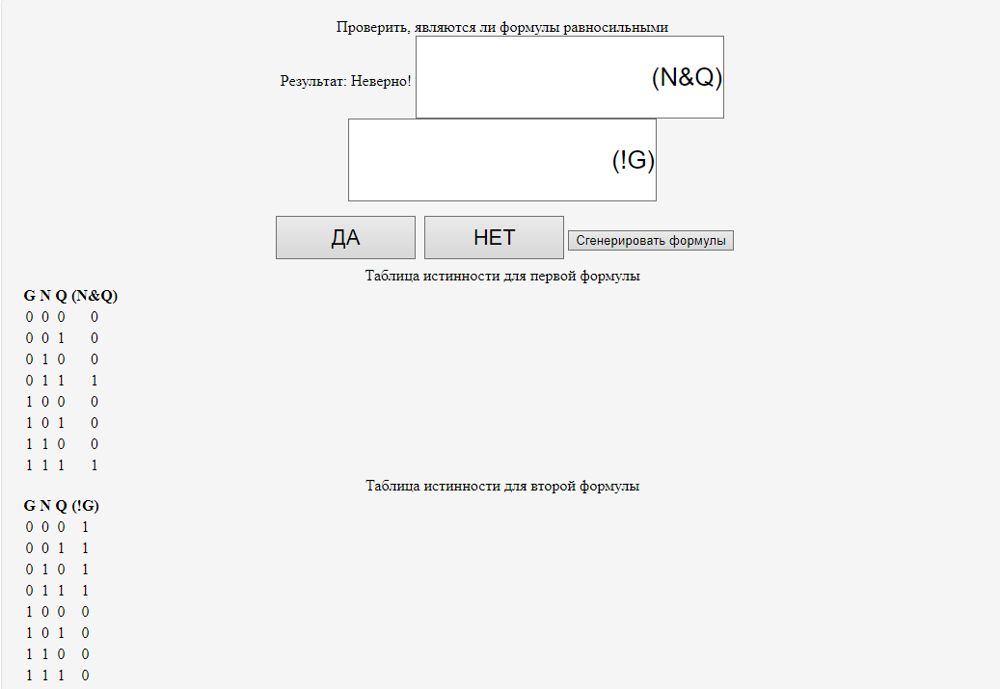 Проверить, являются ли формулы равносильными
Результат: Неверно! (N&Q)
(!G)
ДА НЕТ Сгенерировать формулы
Таблица истинности для первой формулы
G N Q (N&Q)
0 0 0 0
0 0 1 0
0 1 0 0
0 1 1 1
1 0 0 0
1 0 1 0
1 1 0 0
1 1 1 1
Таблица истинности для второй формулы
G N Q (!G)
0 0 0 1
0 0 1 1
0 1 0 1
0 1 1 1
1 0 0 0
1 0 1 0
1 1 0 0
1 1 1 0